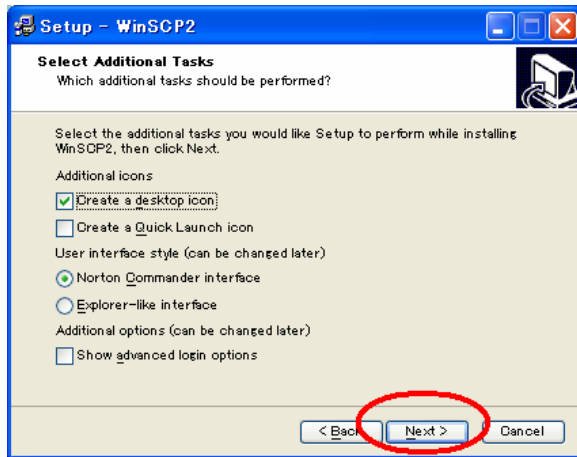 Setup - WinSCP2
Select Additional Tasks
Which additional tasks should be performed?
Select the additional tasks you would like Setup to perform while installing
WinSCP2, then click Next.
Additional icons
Create a desktop icon
Create a Quick Launch icon
User interface style (can be changed later)
Norton Commander interface
Explorer-like interface
Additional options (can be changed later)
Show advanced login options
< Back Next > Cancel